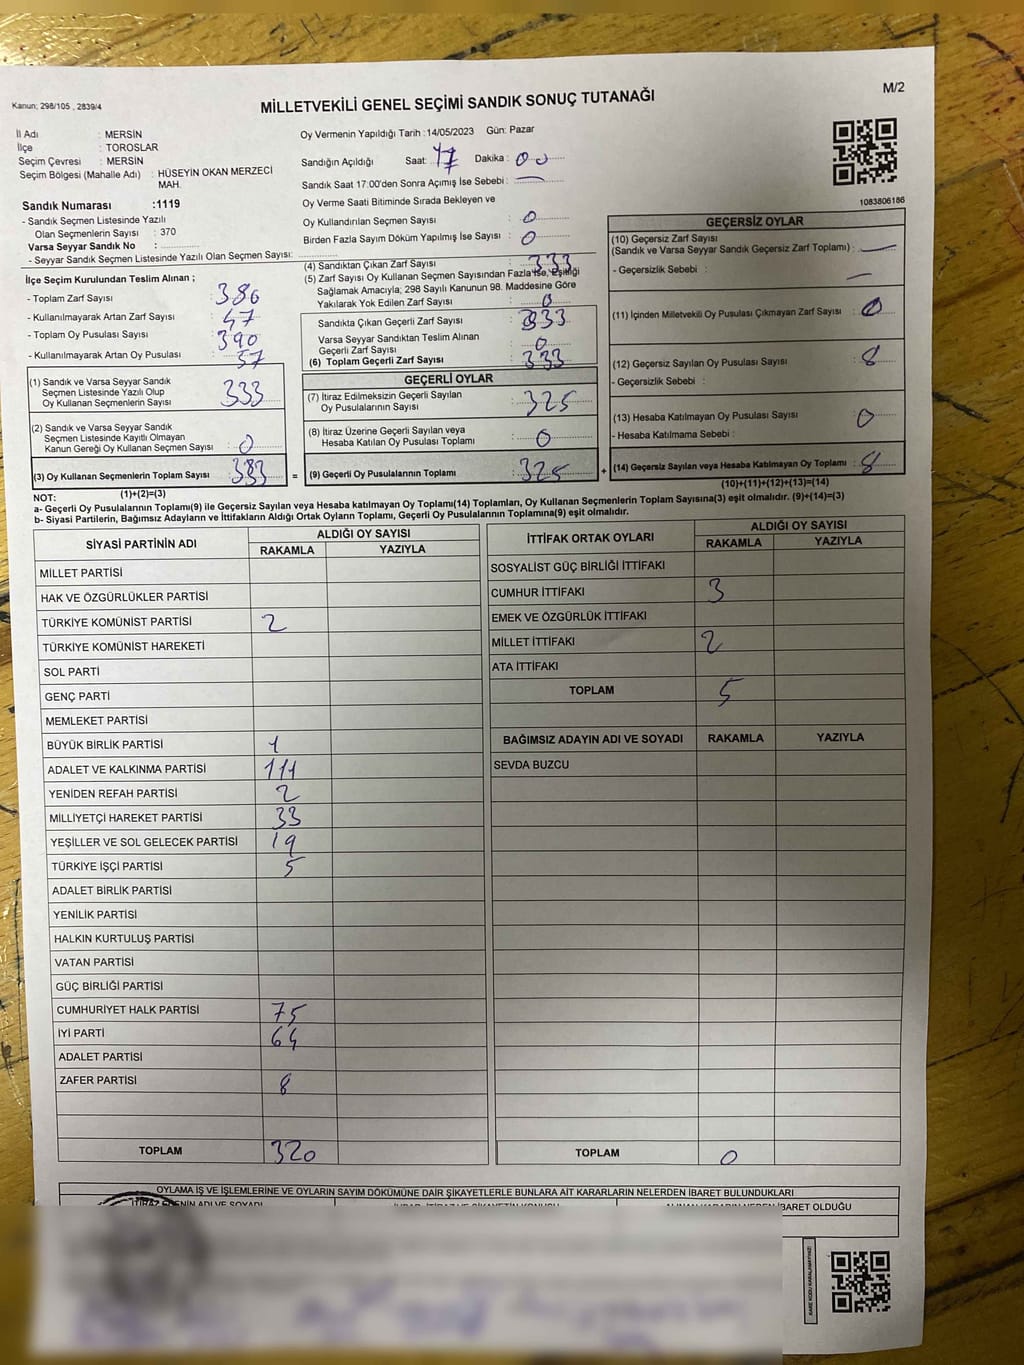 Kanun; 298/105 , 2839/4
M/2
MİLLETVEKİLİ GENEL SEÇİMİ SANDIK SONUÇ TUTANAĞI
İl Adı : MERSİN
İlçe : TOROSLAR
Seçim Çevresi : MERSİN
Seçim Bölgesi (Mahalle Adı) : HÜSEYİN OKAN MERZECİ
MAH.
Sandık Numarası :1119
- Sandık Seçmen Listesinde Yazılı
Olan Seçmenlerin Sayısı : 370
Varsa Seyyar Sandık No :
- Seyyar Sandık Seçmen Listesinde Yazılı Olan Seçmen Sayısı:
Oy Vermenin Yapıldığı Tarih :14/05/2023 Gün: Pazar
Sandığın Açıldığı Saat: 17 Dakika : 00
Sandık Saat 17:00'den Sonra Açımış İse Sebebi :
Oy Verme Saati Bitiminde Sırada Bekleyen ve
Oy Kullandırılan Seçmen Sayısı : 0
Birden Fazla Sayım Döküm Yapılmış İse Sayısı : 0
1083806186
İlçe Seçim Kurulundan Teslim Alınan ;
- Toplam Zarf Sayısı : 386
- Kullanılmayarak Artan Zarf Sayısı : 47
- Toplam Oy Pusulası Sayısı : 390
- Kullanılmayarak Artan Oy Pusulası : 57
(1) Sandık ve Varsa Seyyar Sandık
Seçmen Listesinde Yazılı Olup
Oy Kullanan Seçmenlerin Sayısı : 333
(2) Sandık ve Varsa Seyyar Sandık
Seçmen Listesinde Kayıtlı Olmayan
Kanun Gereği Oy Kullanan Seçmen Sayısı : 0
(3) Oy Kullanan Seçmenlerin Toplam Sayısı : 333 =
(4) Sandıktan Çıkan Zarf Sayısı : 333
(5) Zarf Sayısı Oy Kullanan Seçmen Sayısından Fazla İse, Eşitliği
Sağlamak Amacıyla; 298 Sayılı Kanunun 98. Maddesine Göre
Yakılarak Yok Edilen Zarf Sayısı : 0
Sandıkta Çıkan Geçerli Zarf Sayısı : 333
Varsa Seyyar Sandıktan Teslim Alınan
Geçerli Zarf Sayısı : 0
(6) Toplam Geçerli Zarf Sayısı : 333
GEÇERLİ OYLAR
(7) İtiraz Edilmeksizin Geçerli Sayılan
Oy Pusulalarının Sayısı : 325
(8) İtiraz Üzerine Geçerli Sayılan veya
Hesaba Katılan Oy Pusulası Toplamı : 0
(9) Geçerli Oy Pusulalarının Toplamı : 325 +
GEÇERSİZ OYLAR
(10) Geçersiz Zarf Sayısı
(Sandık ve Varsa Seyyar Sandık Geçersiz Zarf Toplamı) :
- Geçersizlik Sebebi :
(11) İçinden Milletvekili Oy Pusulası Çıkmayan Zarf Sayısı : 0
(12) Geçersiz Sayılan Oy Pusulası Sayısı : 8
- Geçersizlik Sebebi :
(13) Hesaba Katılmayan Oy Pusulası Sayısı : 0
- Hesaba Katılmama Sebebi :
(14) Geçersiz Sayılan veya Hesaba Katılmayan Oy Toplamı : 8
NOT: (1)+(2)=(3) (10)+(11)+(12)+(13)=(14)
a- Geçerli Oy Pusulalarının Toplamı(9) ile Geçersiz Sayılan veya Hesaba katılmayan Oy Toplamı(14) Toplamları, Oy Kullanan Seçmenlerin Toplam Sayısına(3) eşit olmalıdır. (9)+(14)=(3)
b- Siyasi Partilerin, Bağımsız Adayların ve İttifakların Aldığı Ortak Oyların Toplamı, Geçerli Oy Pusulalarının Toplamına(9) eşit olmalıdır.
SİYASİ PARTİNİN ADI ALDIĞI OY SAYISI
RAKAMLA YAZIYLA
MİLLET PARTİSİ
HAK VE ÖZGÜRLÜKLER PARTİSİ
TÜRKİYE KOMÜNİST PARTİSİ 2
TÜRKİYE KOMÜNİST HAREKETİ
SOL PARTİ
GENÇ PARTİ
MEMLEKET PARTİSİ
BÜYÜK BİRLİK PARTİSİ 1
ADALET VE KALKINMA PARTİSİ 111
YENİDEN REFAH PARTİSİ 2
MİLLİYETÇİ HAREKET PARTİSİ 33
YEŞİLLER VE SOL GELECEK PARTİSİ 19
TÜRKİYE İŞÇİ PARTİSİ 5
ADALET BİRLİK PARTİSİ
YENİLİK PARTİSİ
HALKIN KURTULUŞ PARTİSİ
VATAN PARTİSİ
GÜÇ BİRLİĞİ PARTİSİ
CUMHURİYET HALK PARTİSİ 75
İYİ PARTİ 64
ADALET PARTİSİ
ZAFER PARTİSİ 8
TOPLAM 320
İTTİFAK ORTAK OYLARI ALDIĞI OY SAYISI
RAKAMLA YAZIYLA
SOSYALİST GÜÇ BİRLİĞİ İTTİFAKI
CUMHUR İTTİFAKI 3
EMEK VE ÖZGÜRLÜK İTTİFAKI
MİLLET İTTİFAKI 2
ATA İTTİFAKI
TOPLAM 5
BAĞIMSIZ ADAYIN ADI VE SOYADI RAKAMLA YAZIYLA
SEVDA BUZCU
TOPLAM 0
OYLAMA İŞ VE İŞLEMLERİNE VE OYLARIN SAYIM DÖKÜMÜNE DAİR ŞİKAYETLERLE BUNLARA AİT KARARLARIN NELERDEN İBARET BULUNDUKLARI
İTİRAZ EDENİN ADI VE SOYADI
İBARET OLDUĞU